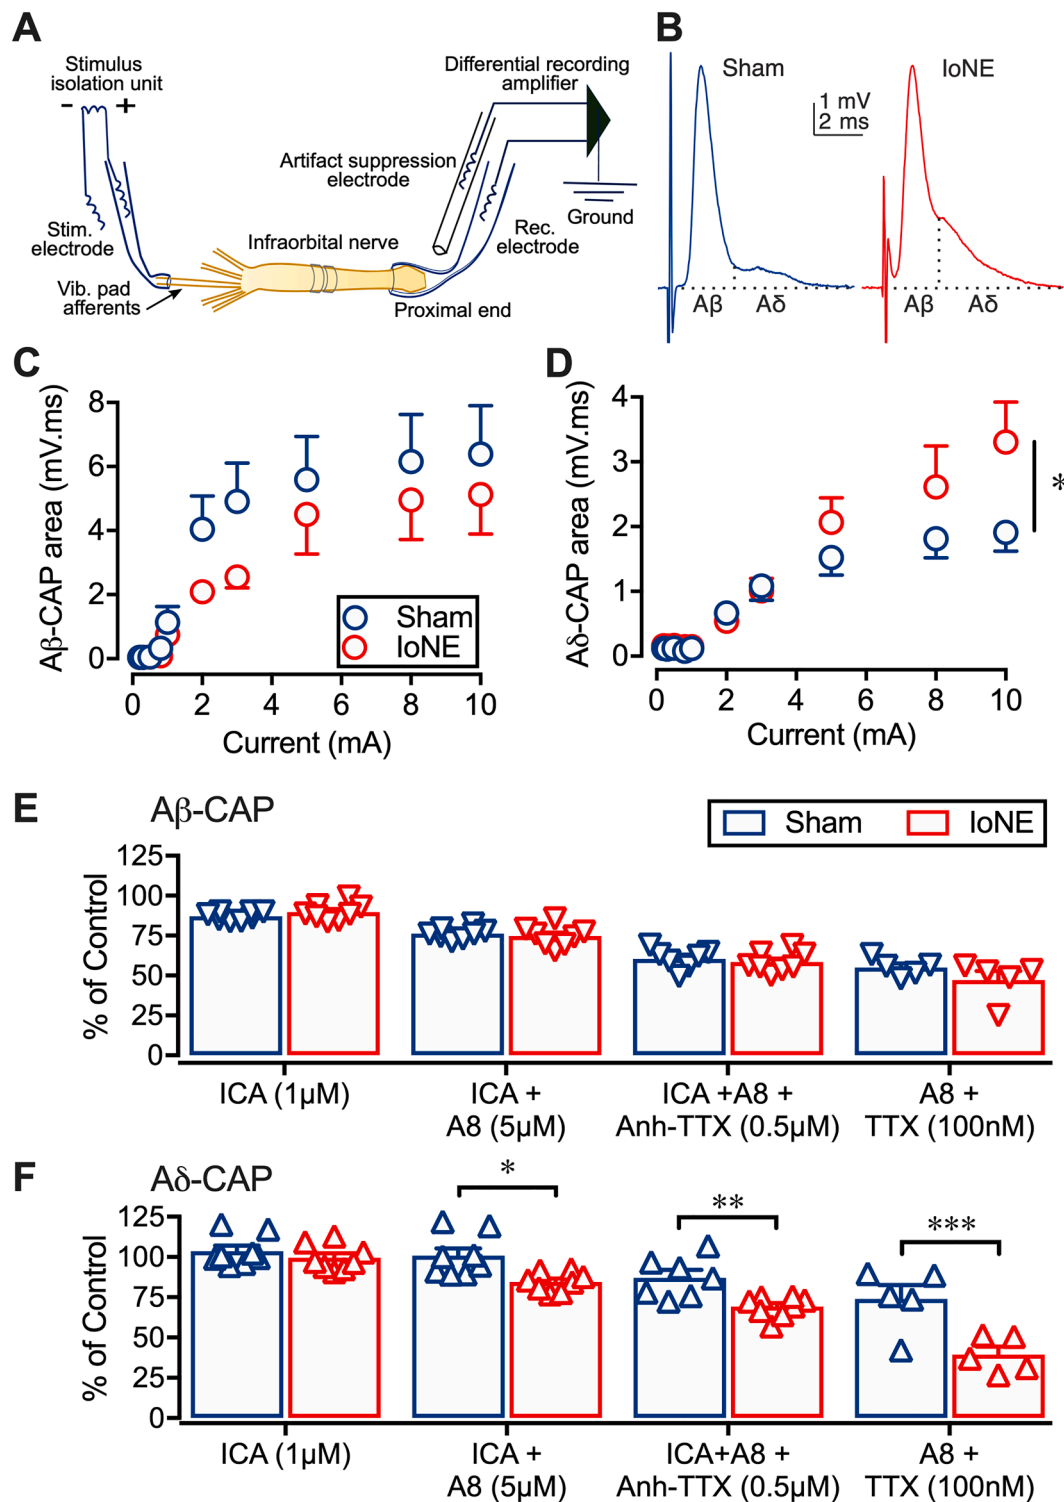 A
Stimulus
isolation unit
- +
Stim.
electrode
Vib. pad
afferents
Infraorbital nerve
Artifact suppression
electrode
Differential recording
amplifier
Ground
Rec.
electrode
Proximal end
B
Sham
IoNE
1 mV
2 ms
Aβ Aδ
Aβ Aδ
C
Aβ-CAP area (mV.ms)
8
6
4
2
0
Sham
IoNE
0 2 4 6 8 10
Current (mA)
D
Aδ-CAP area (mV.ms)
4
3
2
1
0
*
0 2 4 6 8 10
Current (mA)
E
Aβ-CAP
Sham IoNE
% of Control
125
100
75
50
25
0
ICA (1µM)
ICA +
A8 (5µM)
ICA +A8 +
Anh-TTX (0.5µM)
A8 +
TTX (100nM)
F
Aδ-CAP
% of Control
125
100
75
50
25
0
*
**
***
ICA (1µM)
ICA +
A8 (5µM)
ICA+A8 +
Anh-TTX (0.5µM)
A8 +
TTX (100nM)